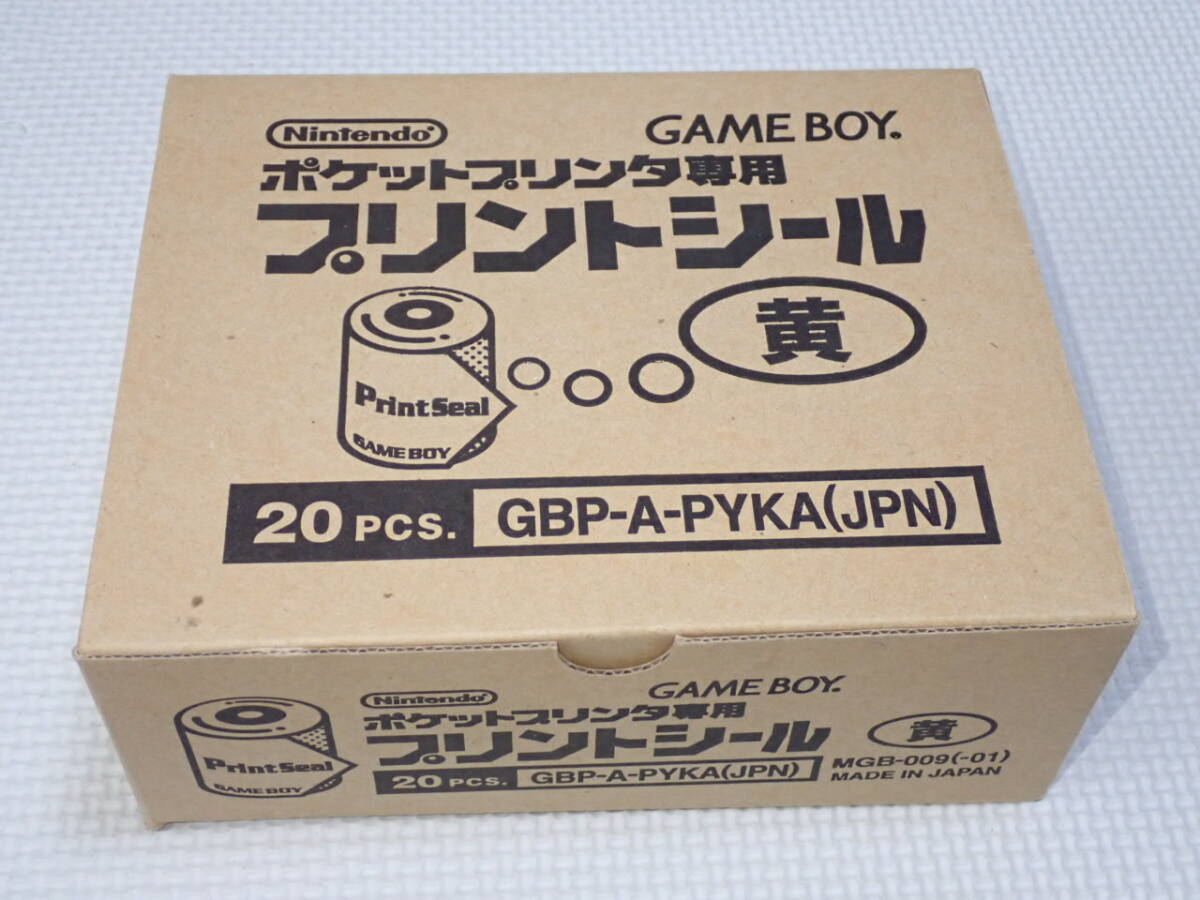 Nintendo GAME BOY
ポケットプリンタ専用
プリントシール
黄
Print Seal
GAME BOY
20 PCS. GBP-A-PYKA(JPN)
Nintendo GAME BOY
ポケットプリンタ専用
プリントシール
黄
Print Seal
GAME BOY
20 PCS. GBP-A-PYKA(JPN)
MGB-009(-01)
MADE IN JAPAN